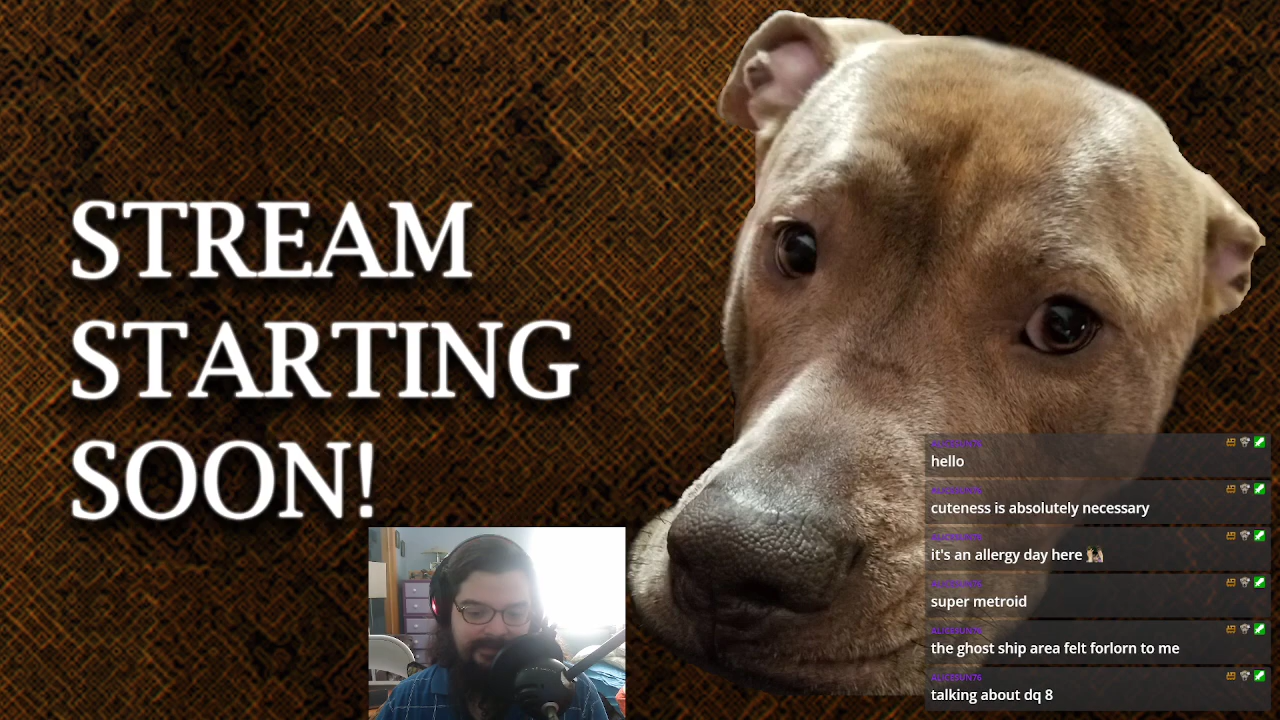 STREAM
STARTING
SOON!
hello
cuteness is absolutely necessary
it's an allergy day here
super metroid
the ghost ship area felt forlorn to me
ALICESUN76
talking about dq 8